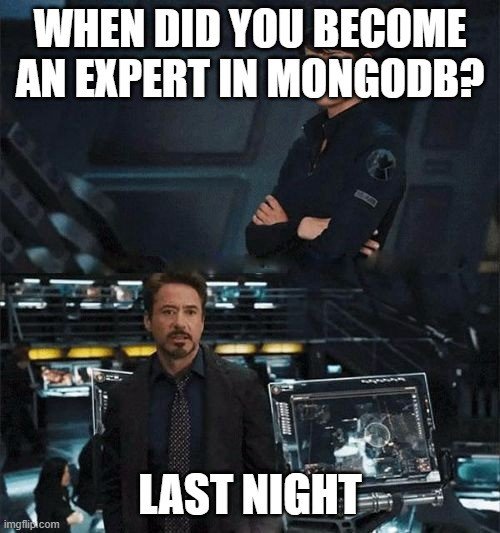 WHEN DID YOU BECOME
AN EXPERT IN MONGODB?
LAST NIGHT
imgflip.com